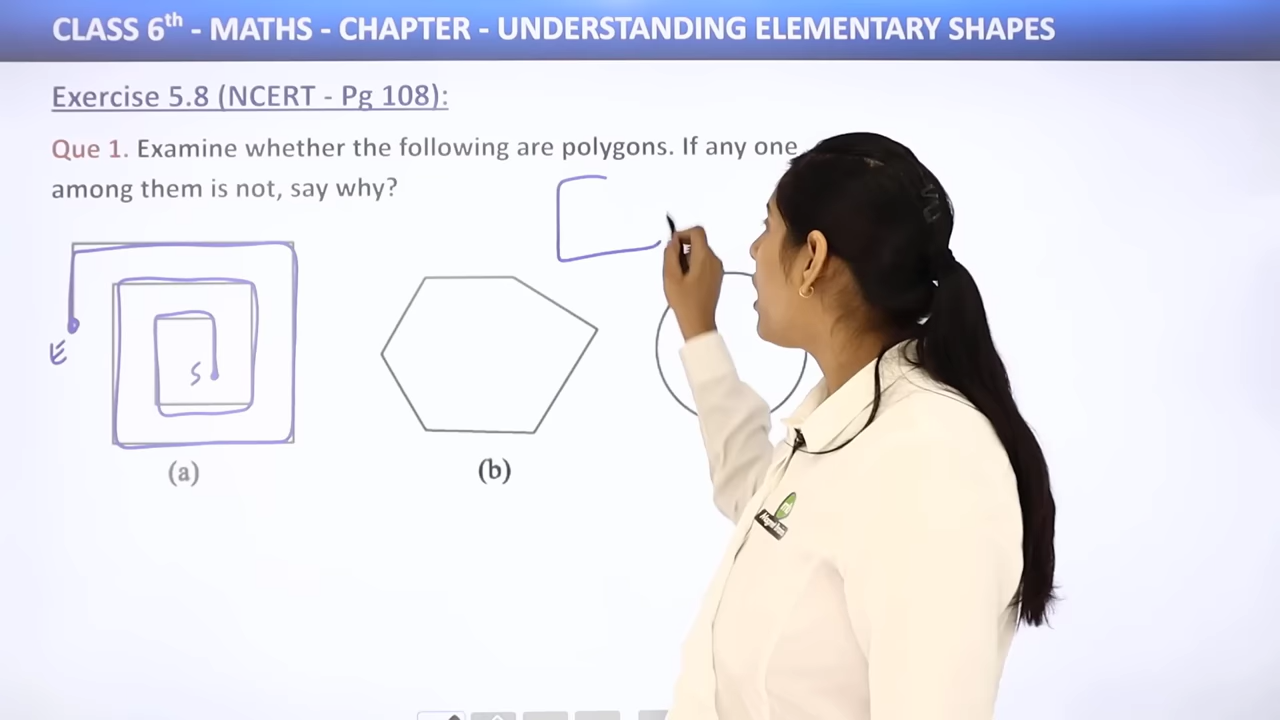 CLASS 6th - MATHS - CHAPTER - UNDERSTANDING ELEMENTARY SHAPES
Exercise 5.8 (NCERT - Pg 108):
Que 1. Examine whether the following are polygons. If any one
among them is not, say why?
E
S
(a)
(b)